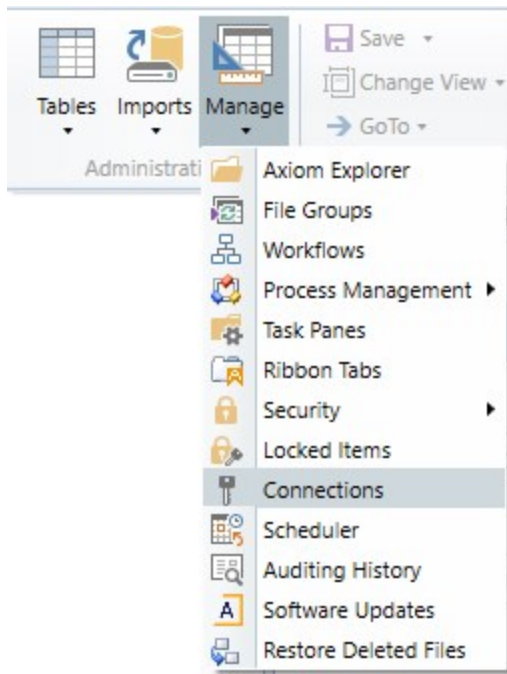 Save
Change View
GoTo
Tables Imports Manage
Administrati
Axiom Explorer
File Groups
Workflows
Process Management
Task Panes
Ribbon Tabs
Security
Locked Items
Connections
Scheduler
Auditing History
A Software Updates
Restore Deleted Files